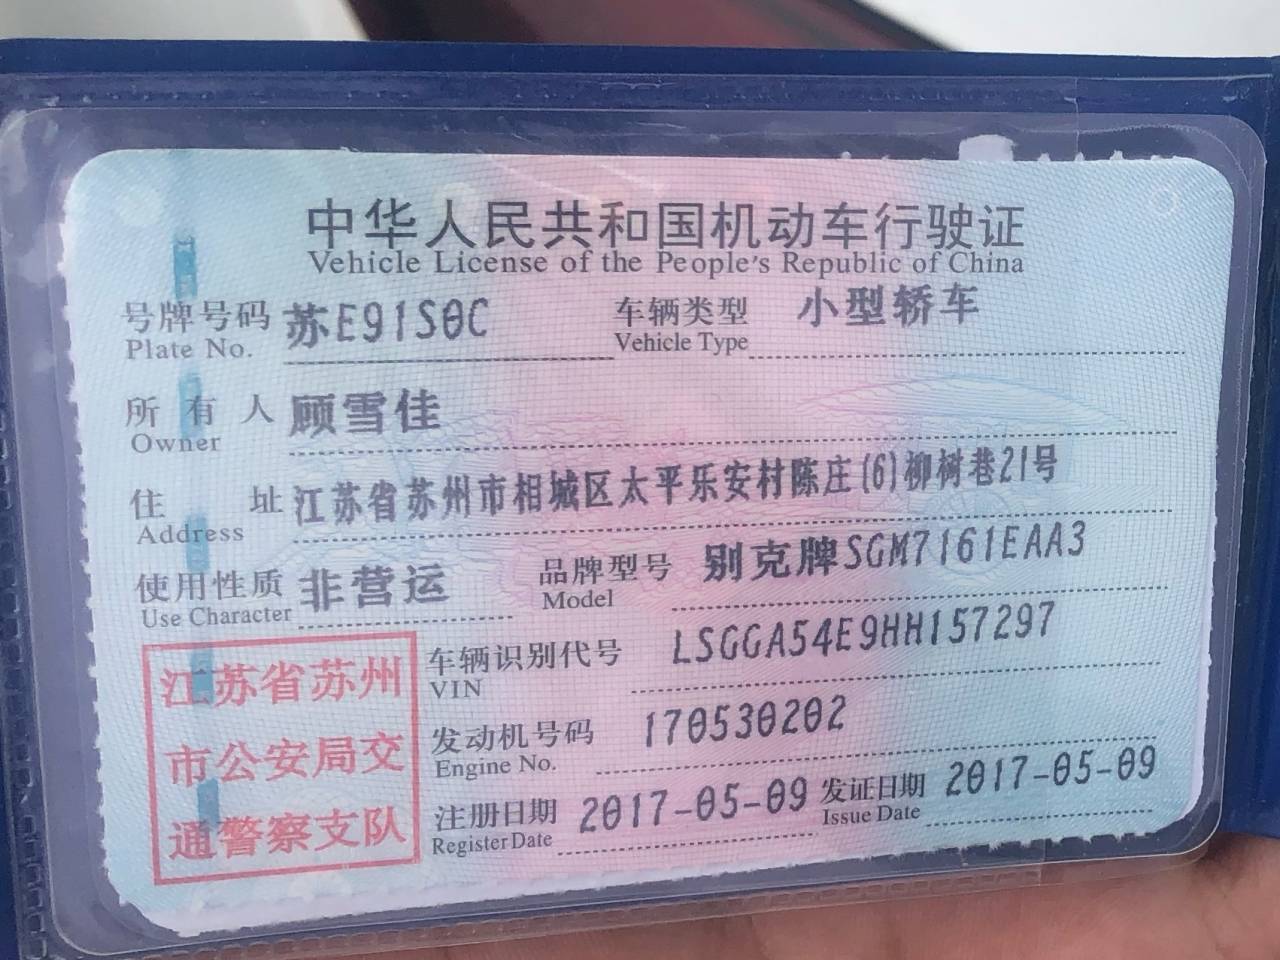 中华人民共和国机动车行驶证
Vehicle License of the People's Republic of China
号牌号码 苏E91S0C 车辆类型 小型轿车
Plate No. Vehicle Type
所有人 顾雪佳
Owner
住址 江苏省苏州市相城区太平乐安村陈庄(6)柳树巷21号
Address
使用性质 非营运 品牌型号 别克牌SGM7161EAA3
Use Character Model
江苏省苏州
市公安局交
通警察支队
车辆识别代号 LSGGA54E9HH157297
VIN
发动机号码 170530202
Engine No.
注册日期 2017-05-09 发证日期 2017-05-09
Register Date Issue Date